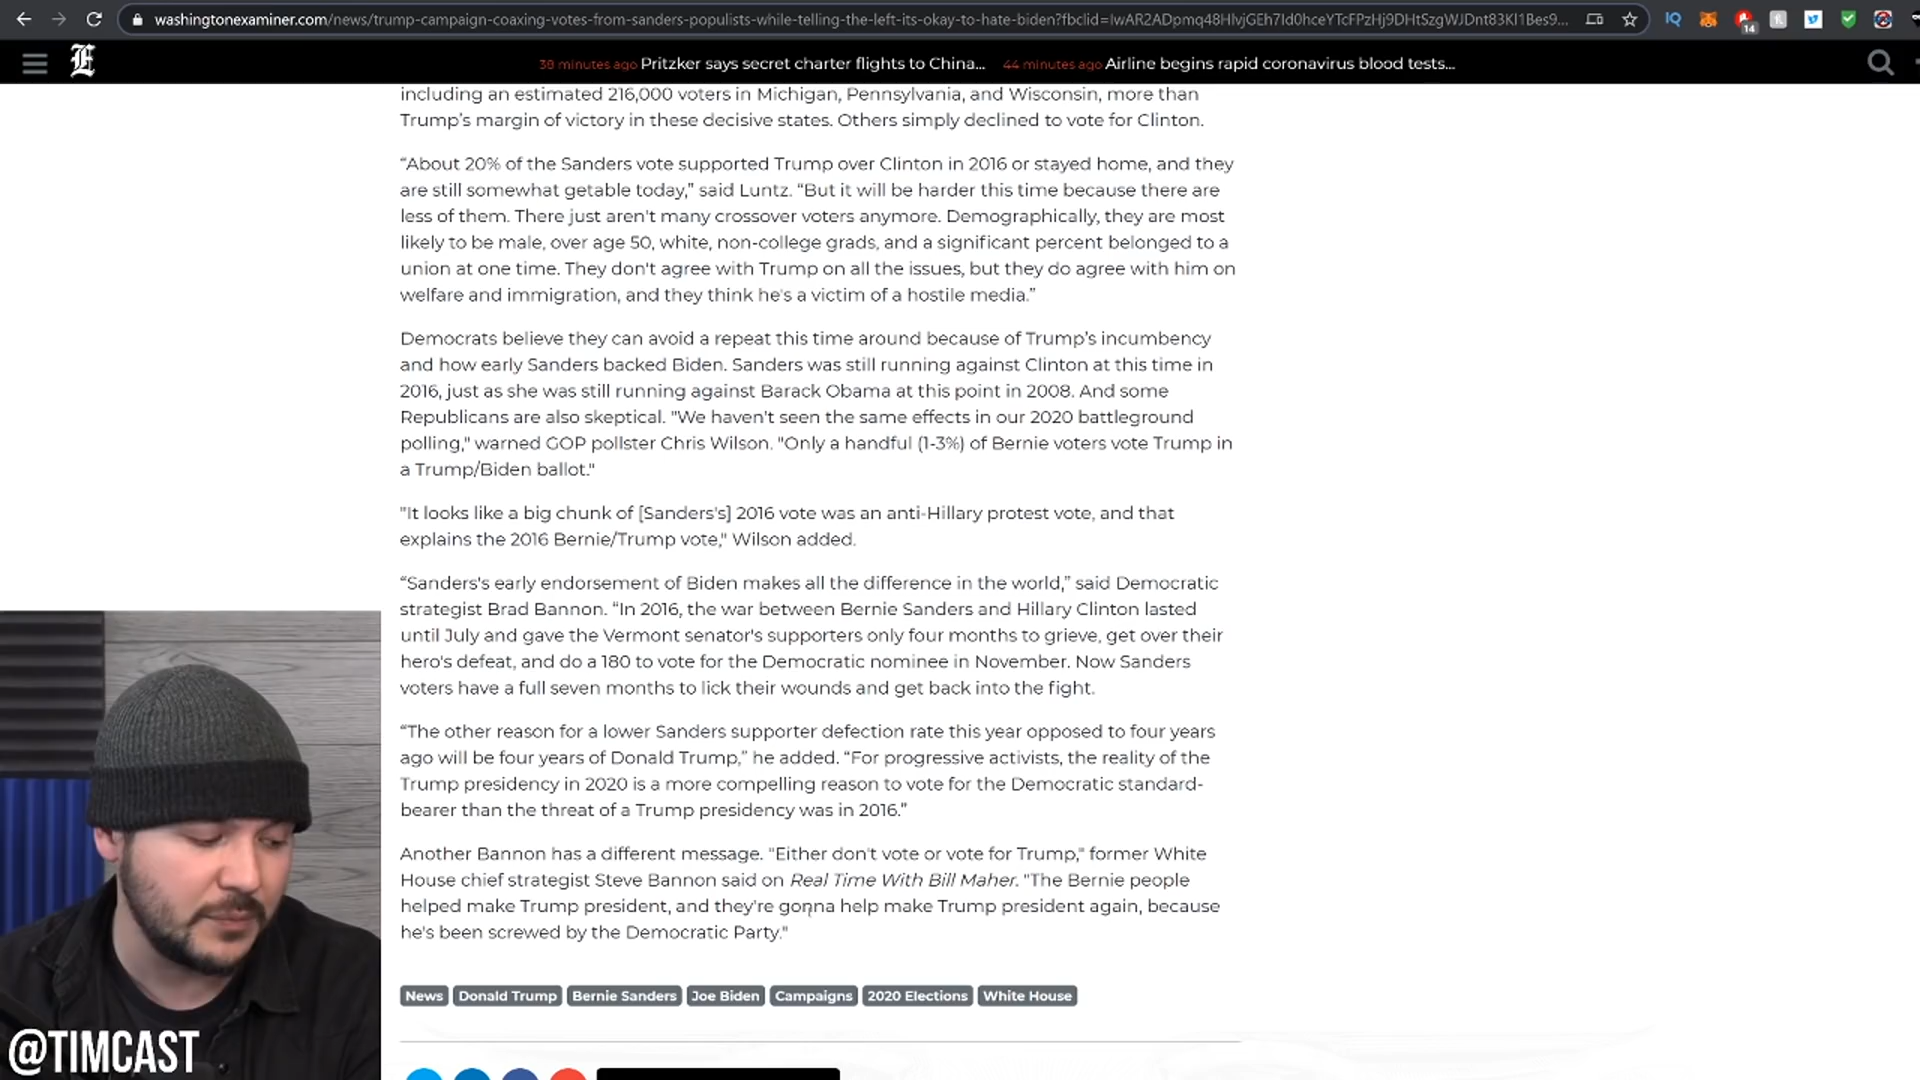 washingtonexaminer.com/news/trump-campaign-coaxing-votes-from-sanders-populists-while-telling-the-left-its-okay-to-hate-biden?fbclid=IwAR2ADpmq48HlvjGEh7Id0hceYTcFPzHj9DHtSzgWJDnt83Kl1Bes9...
IQ
14
E
38 minutes ago Pritzker says secret charter flights to China... 44 minutes ago Airline begins rapid coronavirus blood tests...
including an estimated 216,000 voters in Michigan, Pennsylvania, and Wisconsin, more than
Trump's margin of victory in these decisive states. Others simply declined to vote for Clinton.
“About 20% of the Sanders vote supported Trump over Clinton in 2016 or stayed home, and they
are still somewhat getable today,” said Luntz. “But it will be harder this time because there are
less of them. There just aren't many crossover voters anymore. Demographically, they are most
likely to be male, over age 50, white, non-college grads, and a significant percent belonged to a
union at one time. They don't agree with Trump on all the issues, but they do agree with him on
welfare and immigration, and they think he's a victim of a hostile media.”
Democrats believe they can avoid a repeat this time around because of Trump’s incumbency
and how early Sanders backed Biden. Sanders was still running against Clinton at this time in
2016, just as she was still running against Barack Obama at this point in 2008. And some
Republicans are also skeptical. "We haven't seen the same effects in our 2020 battleground
polling," warned GOP pollster Chris Wilson. "Only a handful (1-3%) of Bernie voters vote Trump in
a Trump/Biden ballot."
"It looks like a big chunk of [Sanders's] 2016 vote was an anti-Hillary protest vote, and that
explains the 2016 Bernie/Trump vote," Wilson added.
“Sanders's early endorsement of Biden makes all the difference in the world,” said Democratic
strategist Brad Bannon. “In 2016, the war between Bernie Sanders and Hillary Clinton lasted
until July and gave the Vermont senator's supporters only four months to grieve, get over their
hero's defeat, and do a 180 to vote for the Democratic nominee in November. Now Sanders
voters have a full seven months to lick their wounds and get back into the fight.
“The other reason for a lower Sanders supporter defection rate this year opposed to four years
ago will be four years of Donald Trump,” he added. “For progressive activists, the reality of the
Trump presidency in 2020 is a more compelling reason to vote for the Democratic standard-
bearer than the threat of a Trump presidency was in 2016.”
Another Bannon has a different message. "Either don't vote or vote for Trump," former White
House chief strategist Steve Bannon said on Real Time With Bill Maher. "The Bernie people
helped make Trump president, and they're gonna help make Trump president again, because
he's been screwed by the Democratic Party."
News Donald Trump Bernie Sanders Joe Biden Campaigns 2020 Elections White House
@TIMCAST